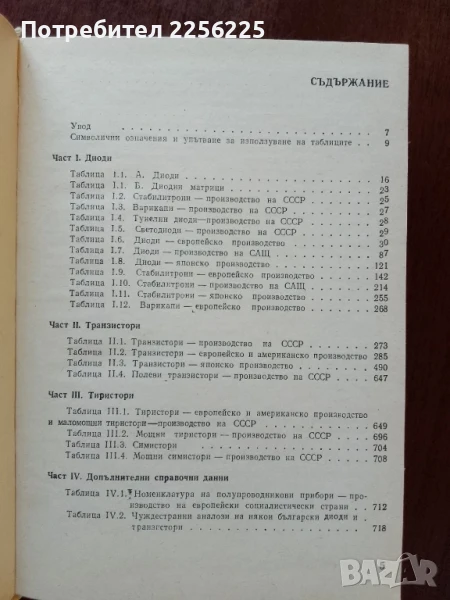 Потребител 2256225
СЪДЪРЖАНИЕ
Увод 7
Символични означения и упътване за използуване на таблиците 9
Част I. Диоди
Таблица I.1. А. Диоди 16
Таблица I.1. Б. Диодни матрици 23
Таблица I.2. Стабилитрони — производство на СССР 25
Таблица I.3. Варикапи — производство на СССР 27
Таблица I.4. Тунелни диоди — производство на СССР 28
Таблица I.5. Светодиоди — производство на СССР 29
Таблица I.6. Диоди — европейско производство 30
Таблица I.7. Диоди — производство на САЩ 87
Таблица I.8. Диоди — японско производство 121
Таблица I.9. Стабилитрони — европейско производство 142
Таблица I.10. Стабилитрони — производство на САЩ 214
Таблица I.11. Стабилитрони — японско производство 255
Таблица I.12. Варикапи — европейско производство 268
Част II. Транзистори
Таблица II.1. Транзистори — производство на СССР 273
Таблица II.2. Транзистори — европейско и американско производство 285
Таблица II.3. Транзистори — японско производство 490
Таблица II.4. Полеви транзистори — производство на СССР 647
Част III. Тиристори
Таблица III.1. Тиристори — европейско и американско производство
и маломощни тиристори — производство на СССР 649
Таблица III.2. Мощни тиристори — производство на СССР 696
Таблица III.3. Симистори 704
Таблица III.4. Мощни симистори — производство на СССР 708
Част IV. Допълнителни справочни данни
Таблица IV.1. Номенклатура на полупроводникови прибори — про-
изводство на европейски социалистически страни 712
Таблица IV.2. Чуждестранни аналози на някои български диоди и
транзистори 718
5
BAZAR.bg